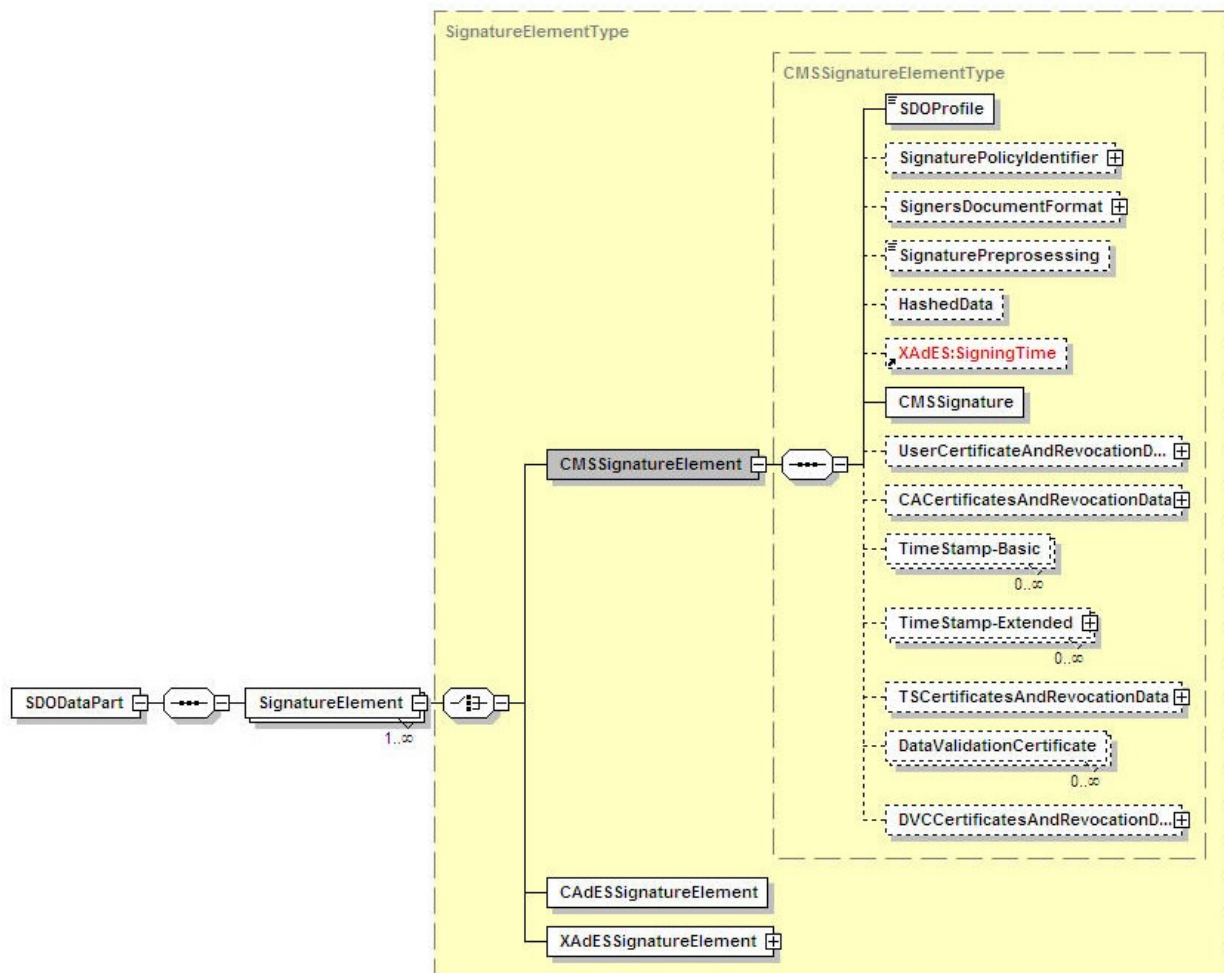 SignatureElementType
CMSSignatureElementType
SDOProfile
SignaturePolicyIdentifier
SignersDocumentFormat
SignaturePreprosessing
HashedData
XAdES:SigningTime
CMSSignature
CMSSignatureElement
UserCertificateAndRevocationD...
CACertificatesAndRevocationData
TimeStamp-Basic
0..∞
TimeStamp-Extended
0..∞
SDODataPart
SignatureElement
1..∞
TSCertificatesAndRevocationData
DataValidationCertificate
0..∞
DVCCertificatesAndRevocationD...
CAdESSignatureElement
XAdESSignatureElement